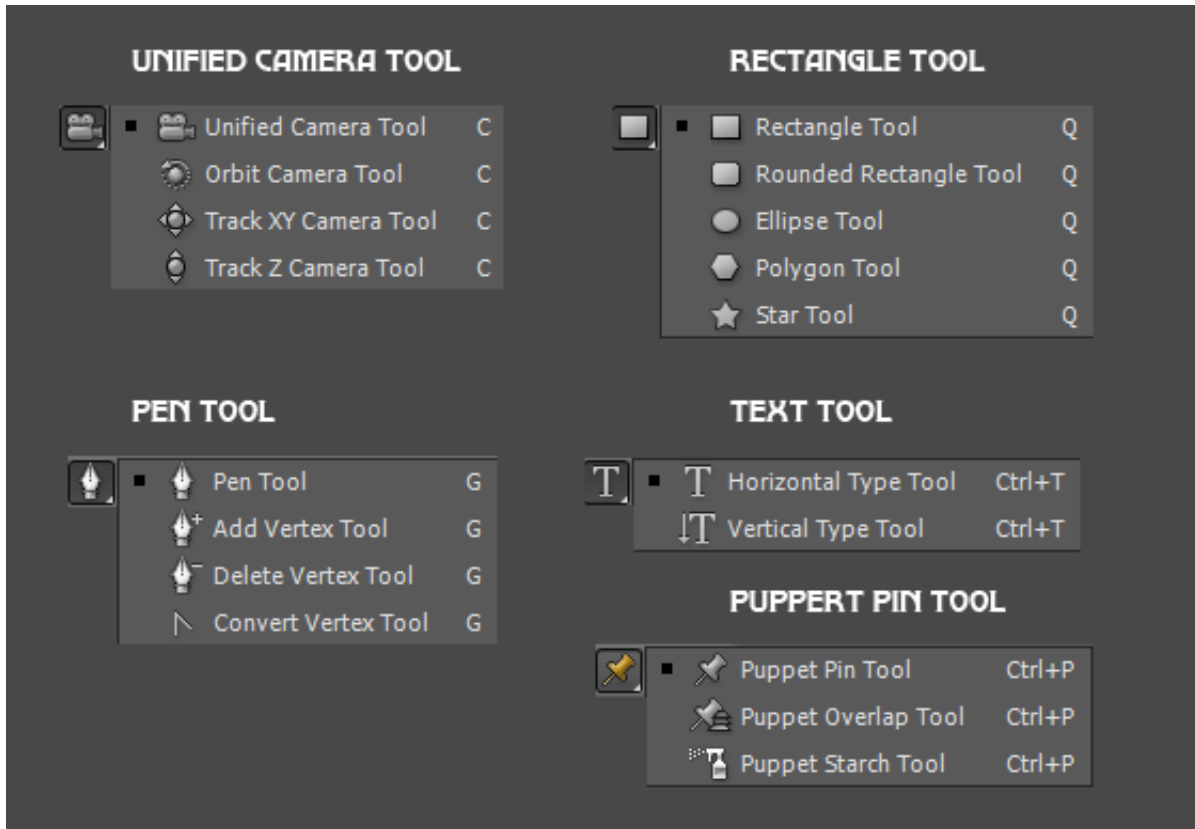 UNIFIED CAMERA TOOL
Unified Camera Tool C
Orbit Camera Tool C
Track XY Camera Tool C
Track Z Camera Tool C
RECTANGLE TOOL
Rectangle Tool Q
Rounded Rectangle Tool Q
Ellipse Tool Q
Polygon Tool Q
Star Tool Q
PEN TOOL
Pen Tool G
Add Vertex Tool G
Delete Vertex Tool G
Convert Vertex Tool G
TEXT TOOL
Horizontal Type Tool Ctrl+T
Vertical Type Tool Ctrl+T
PUPPERT PIN TOOL
Puppet Pin Tool Ctrl+P
Puppet Overlap Tool Ctrl+P
Puppet Starch Tool Ctrl+P